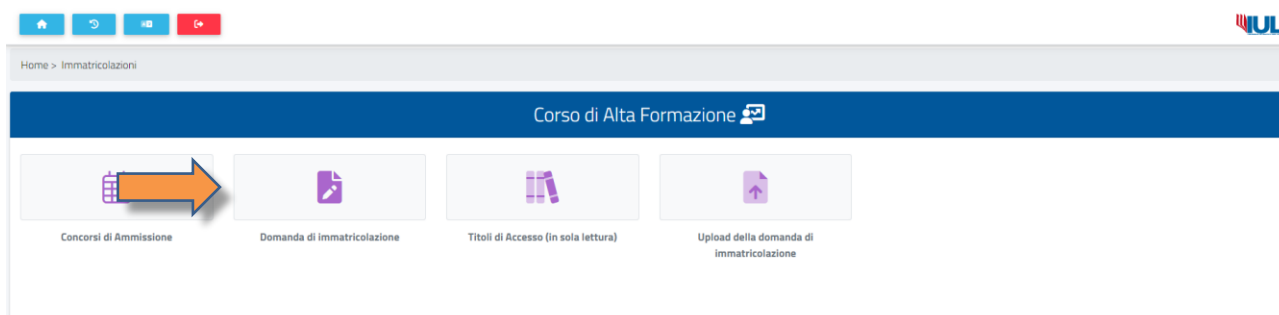 IUL
Home > Immatricolazioni
Corso di Alta Formazione
Concorsi di Ammissione
Domanda di immatricolazione
Titoli di Accesso (in sola lettura)
Upload della domanda di
immatricolazione